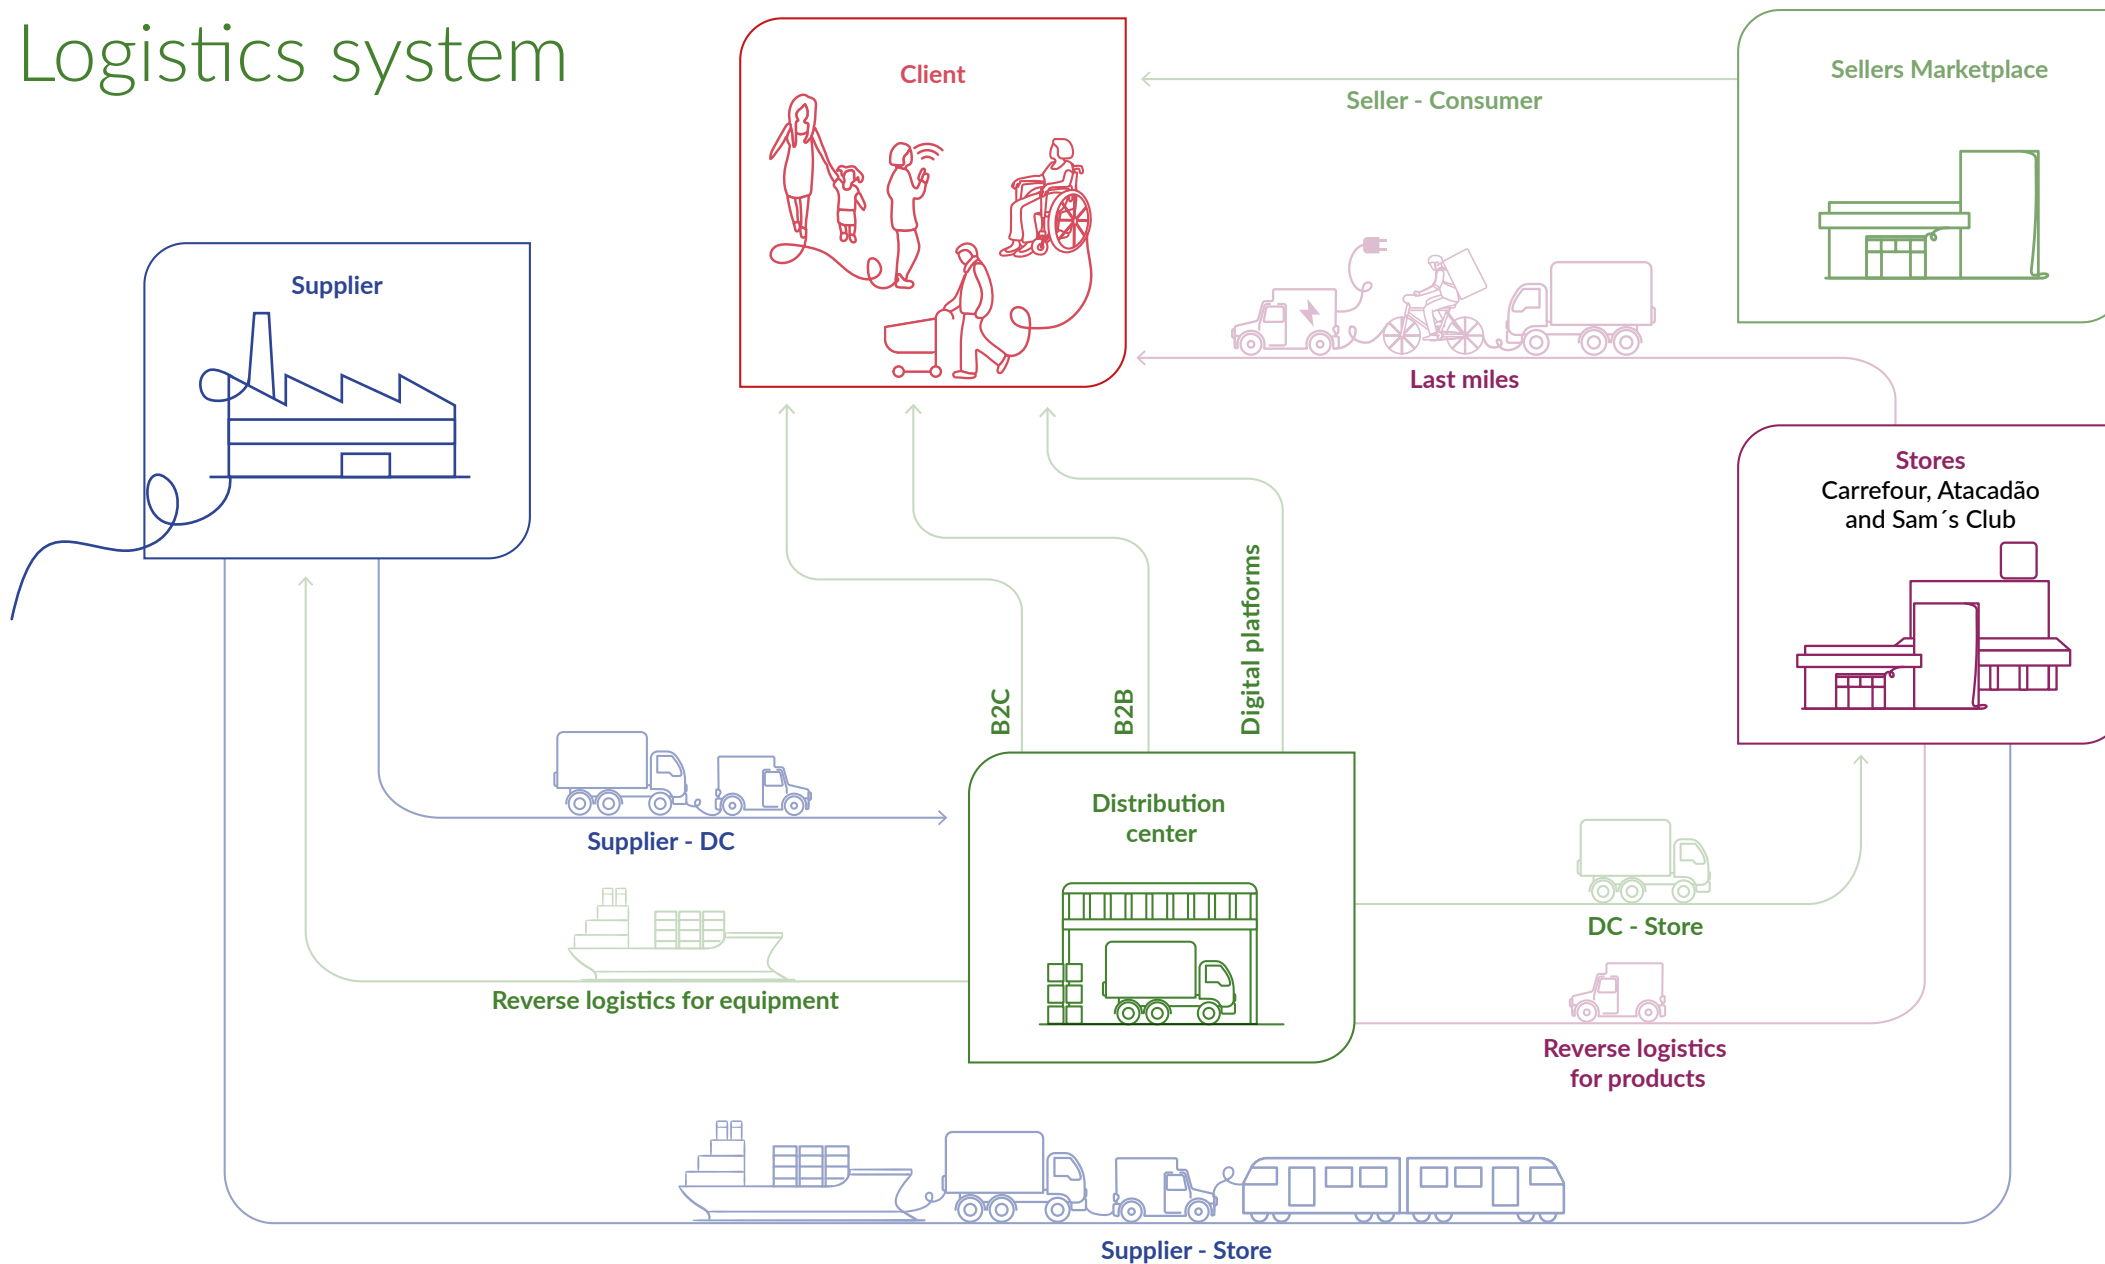 Logistics system
Client
Sellers Marketplace
Seller - Consumer
Supplier
Last miles
Stores
Carrefour, Atacadão
and Sam´s Club
B2C
B2B
Digital platforms
Distribution
center
Supplier - DC
DC - Store
Reverse logistics for equipment
Reverse logistics
for products
Supplier - Store